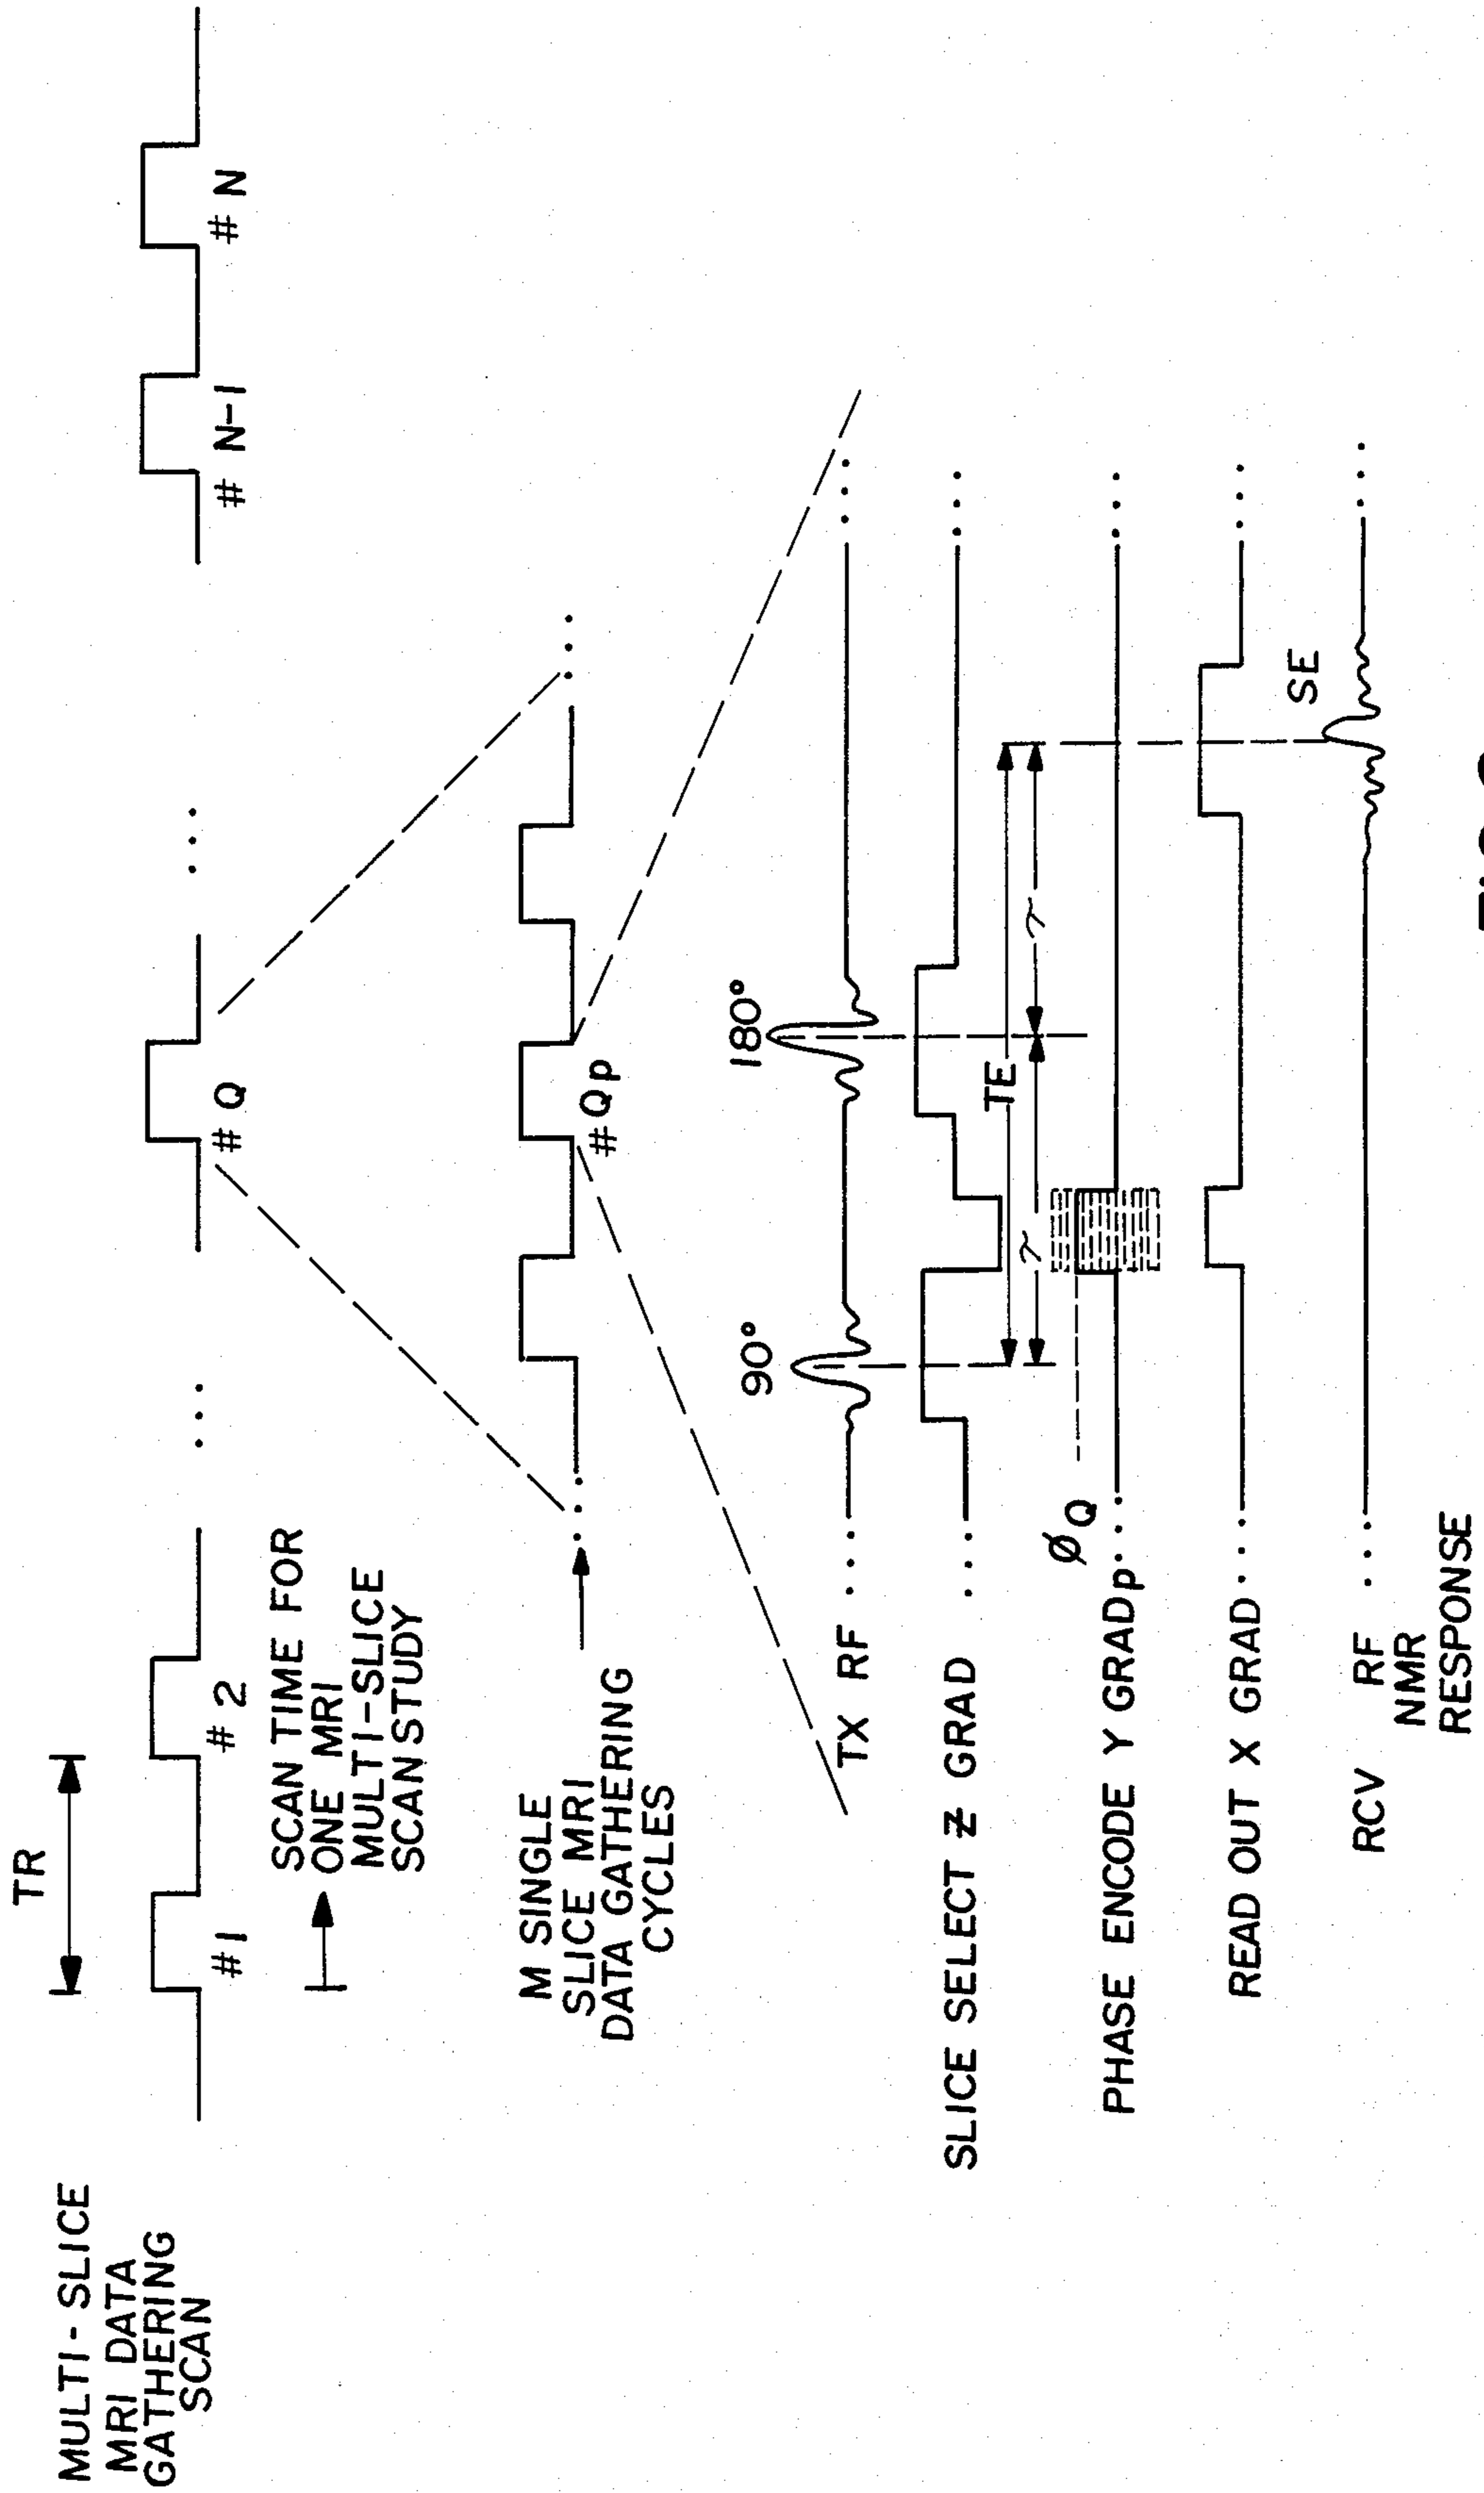 MULTI-SLICE
MRI DATA
GATHERING
SCAN
TR
#1
#2
#Q
#N-1
#N
SCAN TIME FOR
ONE MRI
MULTI-SLICE
SCAN STUDY
M SINGLE
SLICE MRI
DATA GATHERING
CYCLES
#Qp
90°
180°
TX RF
SLICE SELECT Z GRAD
TE
τ
τ
ØQ
PHASE ENCODE Y GRADp
READ OUT X GRAD
SE
RCV RF
NMR
RESPONSE